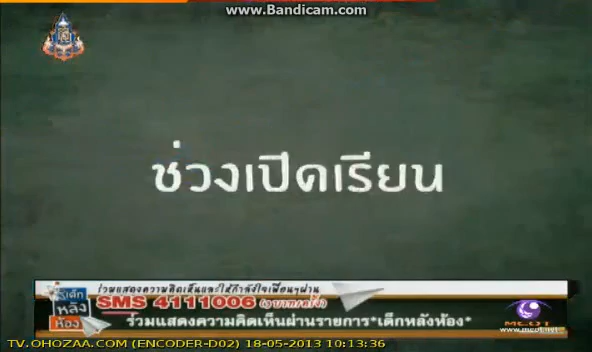 www.Bandicam.com
ช่วงเปิดเรียน
ร่วมแสดงความคิดเห็นและให้กำลังใจเพื่อนๆผ่าน
SMS 4111006
เด็ก
หลัง
ห้อง
ร่วมแสดงความคิดเห็นผ่านรายการ*เด็กหลังห้อง*
MCOT
www.mcot.net
TV.OHOZAA.COM (ENCODER-D02) 18-05-2013 10:13:36